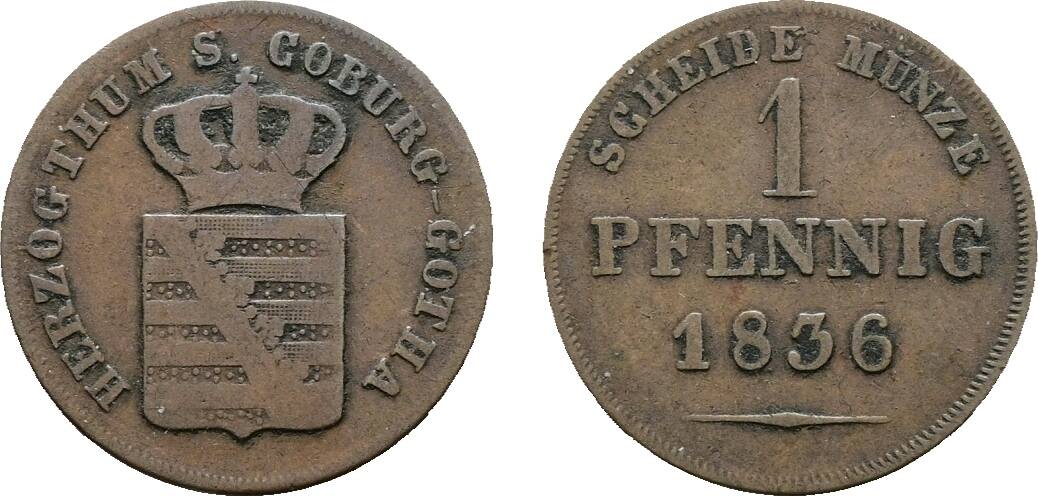 HERZOGTHUM S. COBURG-GOTHA
SCHEIDE MÜNZE
1
PFENNIG
1836